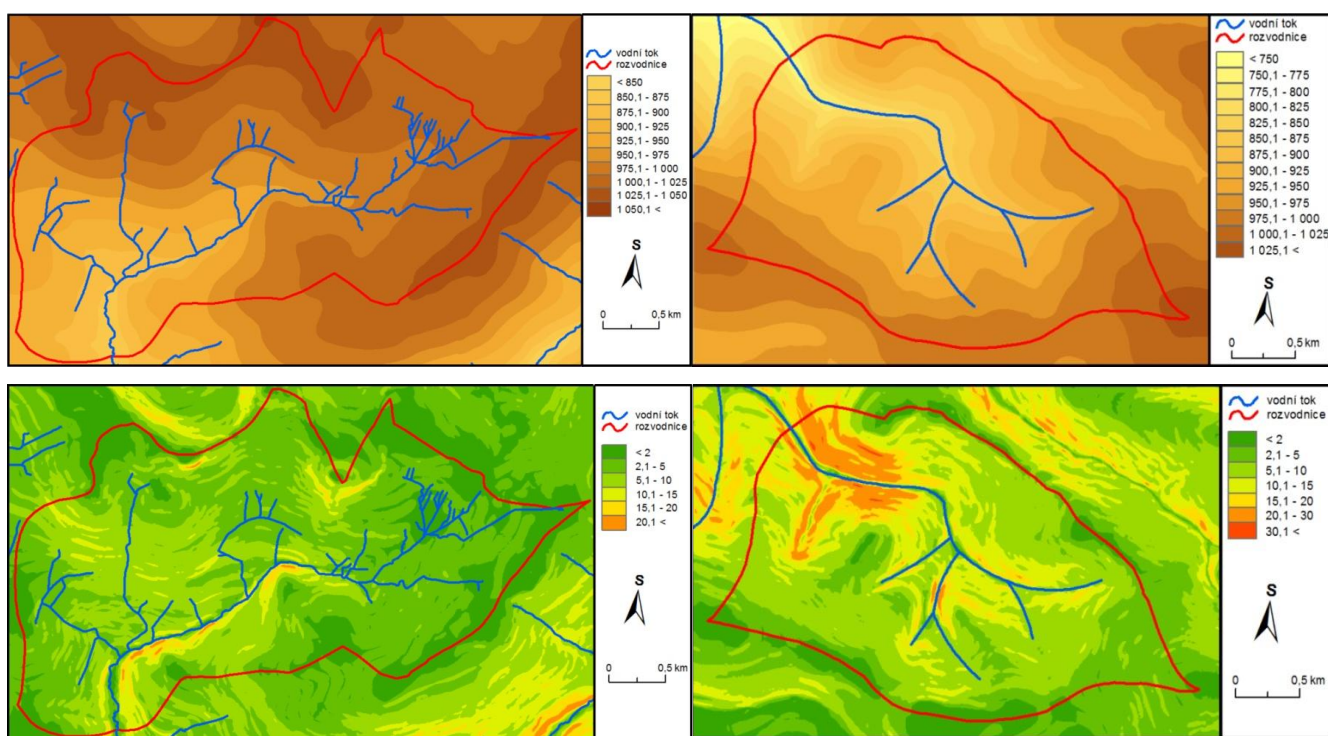 vodní tok
rozvodnice
< 850
850,1 - 875
875,1 - 900
900,1 - 925
925,1 - 950
950,1 - 975
975,1 - 1 000
1 000,1 - 1 025
1 025,1 - 1 050
1 050,1 <
S
0 0,5 km
vodní tok
rozvodnice
< 750
750,1 - 775
775,1 - 800
800,1 - 825
825,1 - 850
850,1 - 875
875,1 - 900
900,1 - 925
925,1 - 950
950,1 - 975
975,1 - 1 000
1 000,1 - 1 025
1 025,1 <
S
0 0,5 km
vodní tok
rozvodnice
< 2
2,1 - 5
5,1 - 10
10,1 - 15
15,1 - 20
20,1 <
S
0 0,5 km
vodní tok
rozvodnice
< 2
2,1 - 5
5,1 - 10
10,1 - 15
15,1 - 20
20,1 - 30
30,1 <
S
0 0,5 km